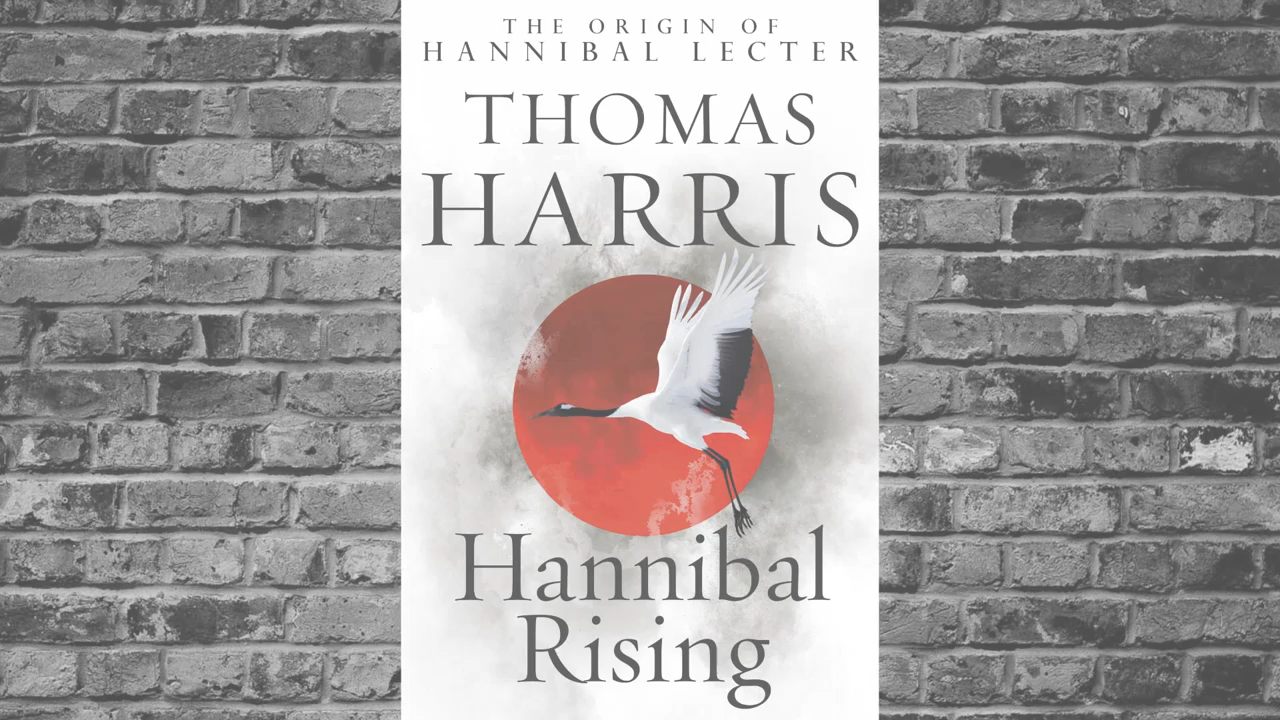 THE ORIGIN OF
HANNIBAL LECTER
THOMAS
HARRIS
Hannibal
Rising